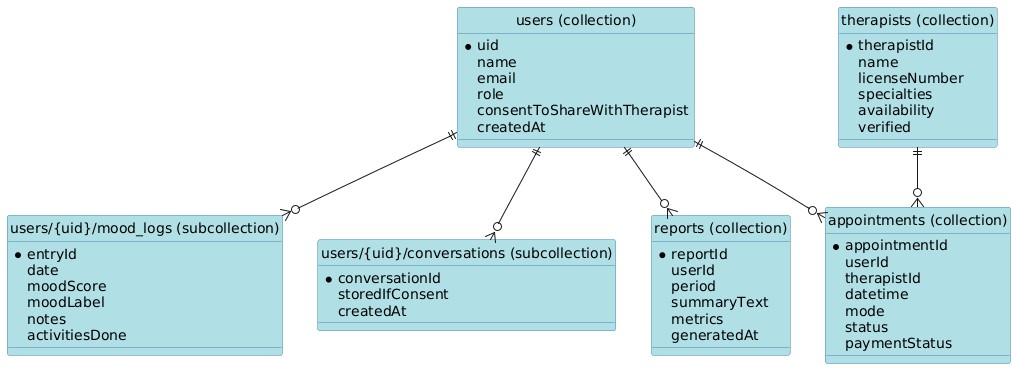 users (collection)
uid
name
email
role
consentToShareWithTherapist
createdAt
therapists (collection)
therapistId
name
licenseNumber
specialties
availability
verified
users/{uid}/mood_logs (subcollection)
entryId
date
moodScore
moodLabel
notes
activitiesDone
users/{uid}/conversations (subcollection)
conversationId
storedIfConsent
createdAt
reports (collection)
reportId
userId
period
summaryText
metrics
generatedAt
appointments (collection)
appointmentId
userId
therapistId
datetime
mode
status
paymentStatus